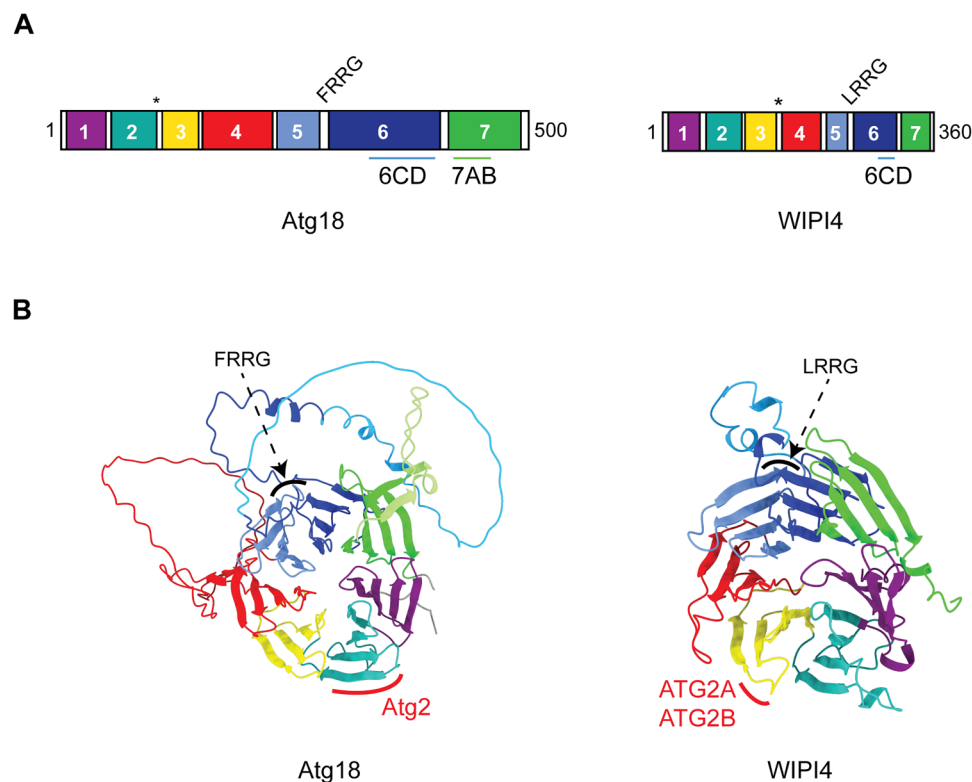 A
FRRG
*
1 1 2 3 4 5 6 7 500
6CD 7AB
Atg18
LRRG
*
1 1 2 3 4 5 6 7 360
6CD
WIPI4
B
FRRG
Atg2
Atg18
LRRG
ATG2A
ATG2B
WIPI4